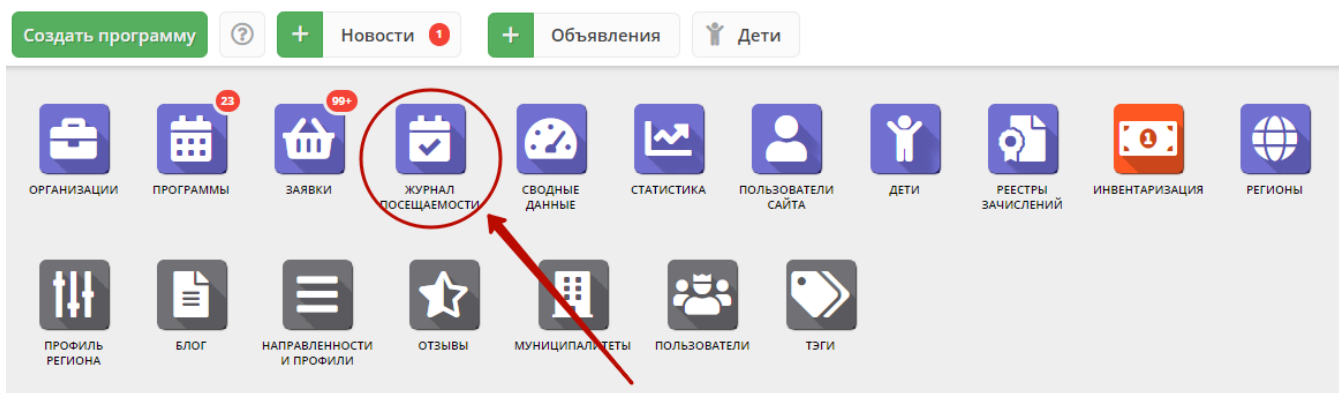 Создать программу ? + Новости 1 + Объявления Дети
23 99+
1
ОРГАНИЗАЦИИ ПРОГРАММЫ ЗАЯВКИ ЖУРНАЛ СВОДНЫЕ СТАТИСТИКА ПОЛЬЗОВАТЕЛИ ДЕТИ РЕЕСТРЫ ИНВЕНТАРИЗАЦИЯ РЕГИОНЫ
ПОСЕЩАЕМОСТИ ДАННЫЕ САЙТА ЗАЧИСЛЕНИЙ
ПРОФИЛЬ БЛОГ НАПРАВЛЕННОСТИ ОТЗЫВЫ МУНИЦИПАЛИТЕТЫ ПОЛЬЗОВАТЕЛИ ТЭГИ
РЕГИОНА И ПРОФИЛИ